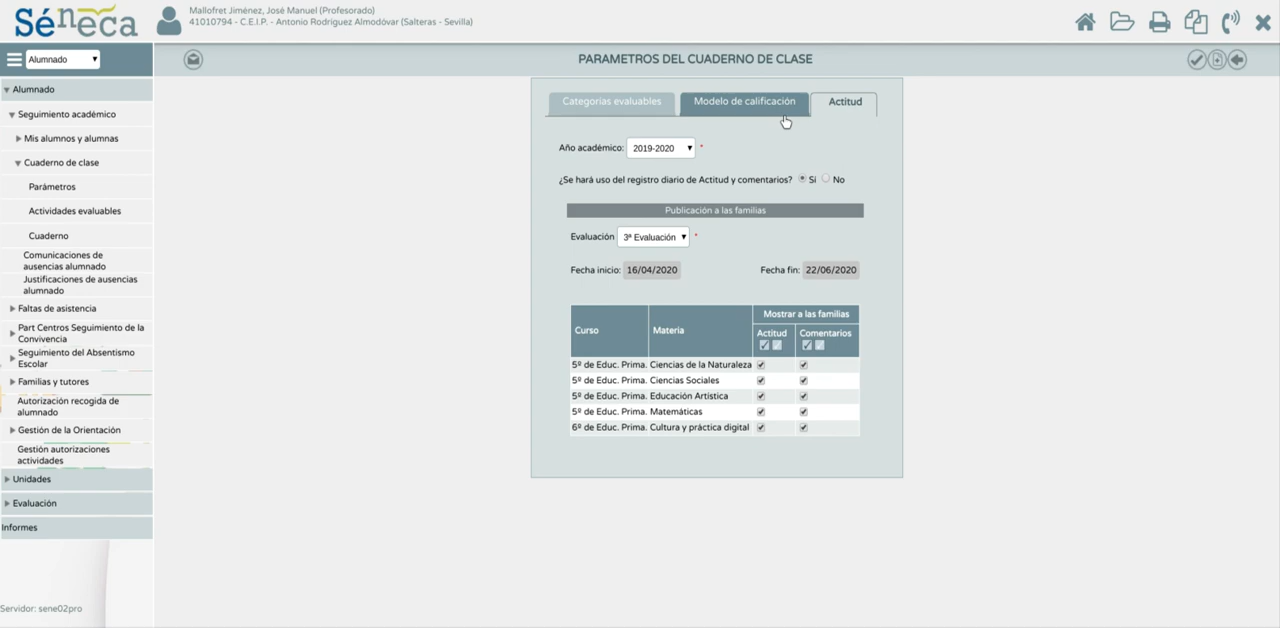 Séneca
Mallofret Jiménez, José Manuel (Profesorado)
41010794 - C.E.I.P. - Antonio Rodriguez Almodóvar (Salteras - Sevilla)
Alumnado
PARAMETROS DEL CUADERNO DE CLASE
Alumnado
Seguimiento académico
Mis alumnos y alumnas
Cuaderno de clase
Parámetros
Actividades evaluables
Cuaderno
Comunicaciones de
ausencias alumnado
Justificaciones de ausencias
alumnado
Faltas de asistencia
Part Centros Seguimiento de la
Convivencia
Seguimiento del Absentismo
Escolar
Familias y tutores
Autorización recogida de
alumnado
Gestión de la Orientación
Gestión autorizaciones
actividades
Unidades
Evaluación
Informes
Servidor: sene02pro
Categorías evaluables Modelo de calificación Actitud
Año académico: 2019-2020 *
¿Se hará uso del registro diario de Actitud y comentarios? Sí No
Publicación a las familias
Evaluación 3ª Evaluación *
Fecha inicio: 16/04/2020 Fecha fin: 22/06/2020
Curso Materia Mostrar a las familias
Actitud Comentarios
5º de Educ. Prima. Ciencias de la Naturaleza
5º de Educ. Prima. Ciencias Sociales
5º de Educ. Prima. Educación Artística
5º de Educ. Prima. Matemáticas
6º de Educ. Prima. Cultura y práctica digital